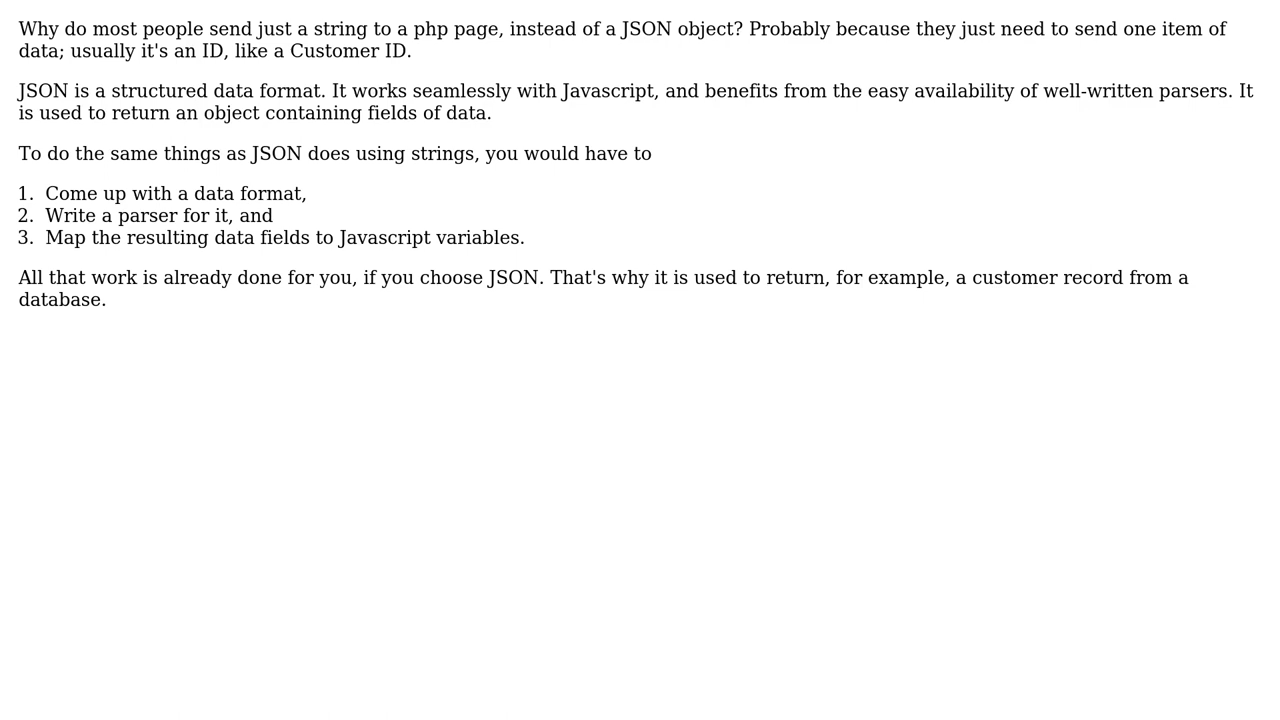 Why do most people send just a string to a php page, instead of a JSON object? Probably because they just need to send one item of
data; usually it's an ID, like a Customer ID.
JSON is a structured data format. It works seamlessly with Javascript, and benefits from the easy availability of well-written parsers. It
is used to return an object containing fields of data.
To do the same things as JSON does using strings, you would have to
1. Come up with a data format,
2. Write a parser for it, and
3. Map the resulting data fields to Javascript variables.
All that work is already done for you, if you choose JSON. That's why it is used to return, for example, a customer record from a
database.